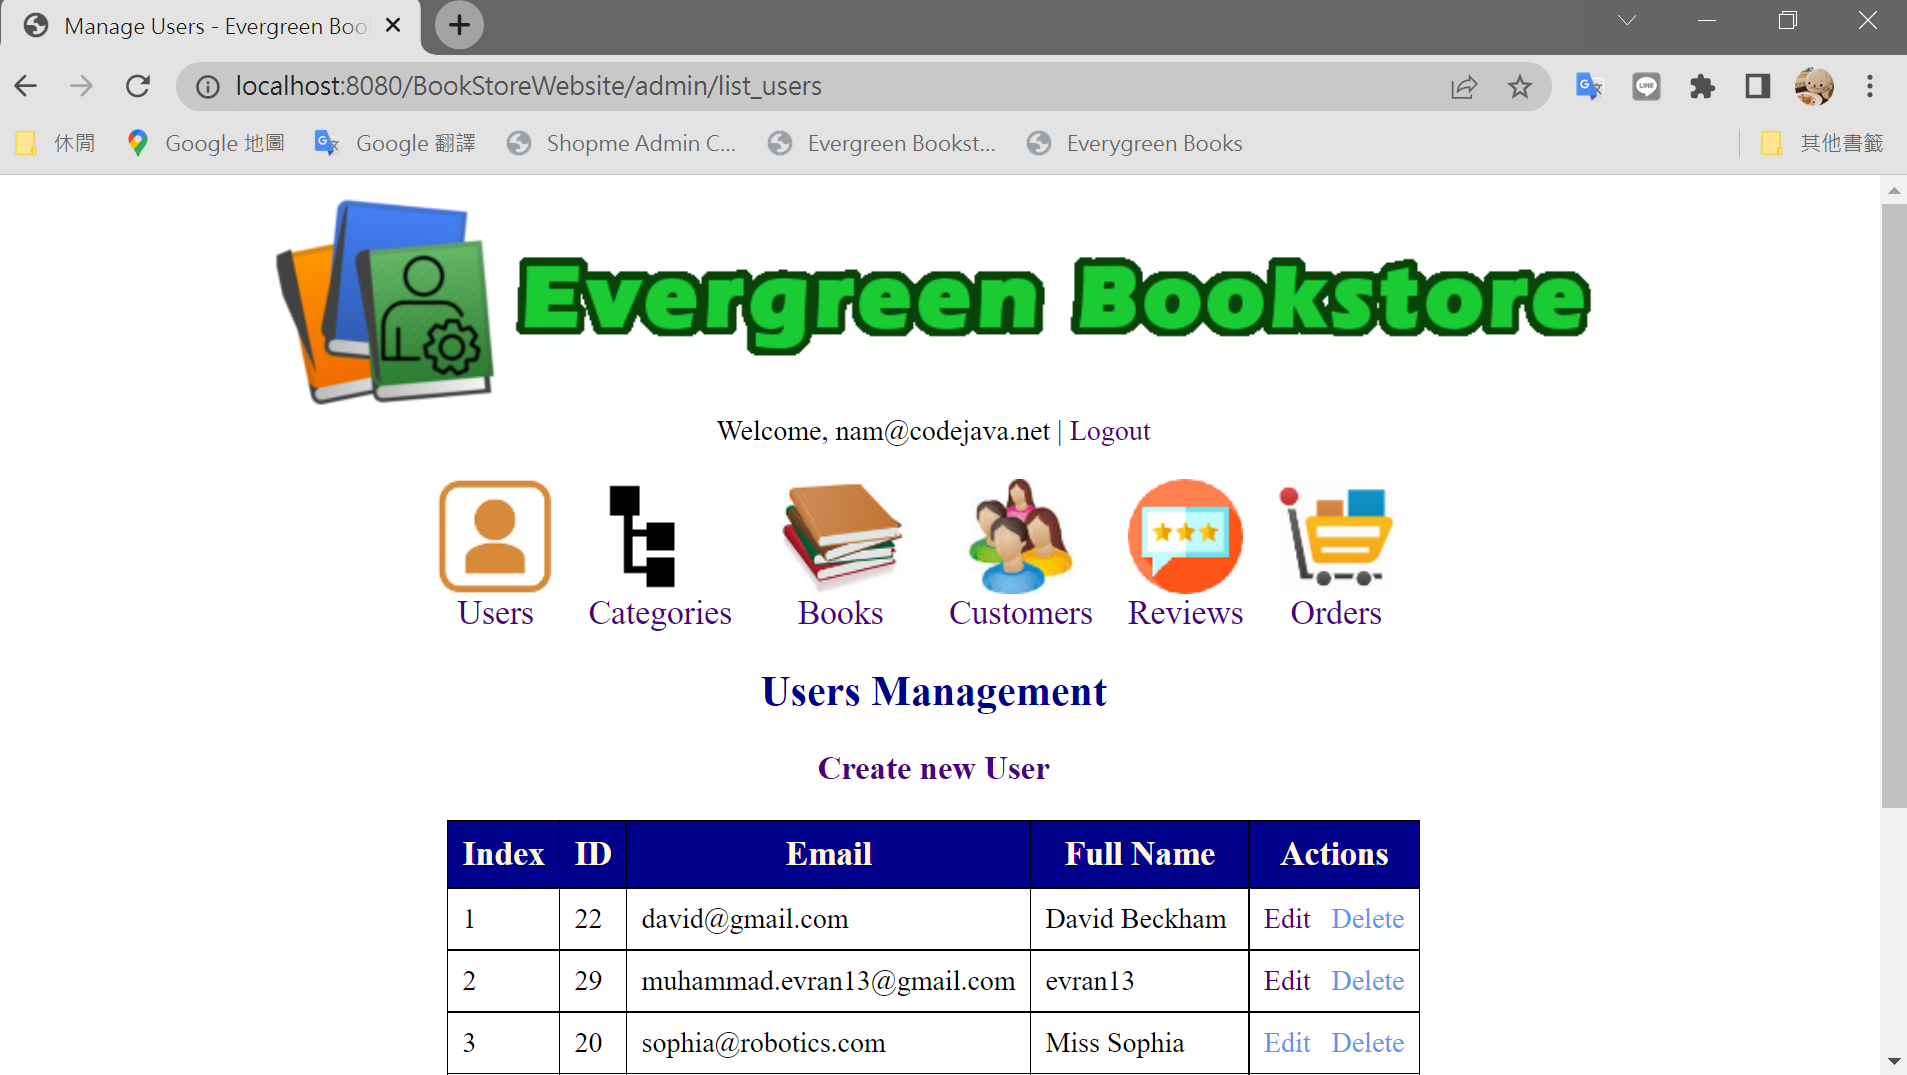 Manage Users - Evergreen Boo
localhost:8080/BookStoreWebsite/admin/list_users
休閒 Google 地圖 Google 翻譯 Shopme Admin C... Evergreen Bookst... Everygreen Books 其他書籤
Evergreen Bookstore
Welcome, nam@codejava.net | Logout
Users Categories Books Customers Reviews Orders
Users Management
Create new User
Index ID Email Full Name Actions
1 22 david@gmail.com David Beckham Edit Delete
2 29 muhammad.evran13@gmail.com evran13 Edit Delete
3 20 sophia@robotics.com Miss Sophia Edit Delete